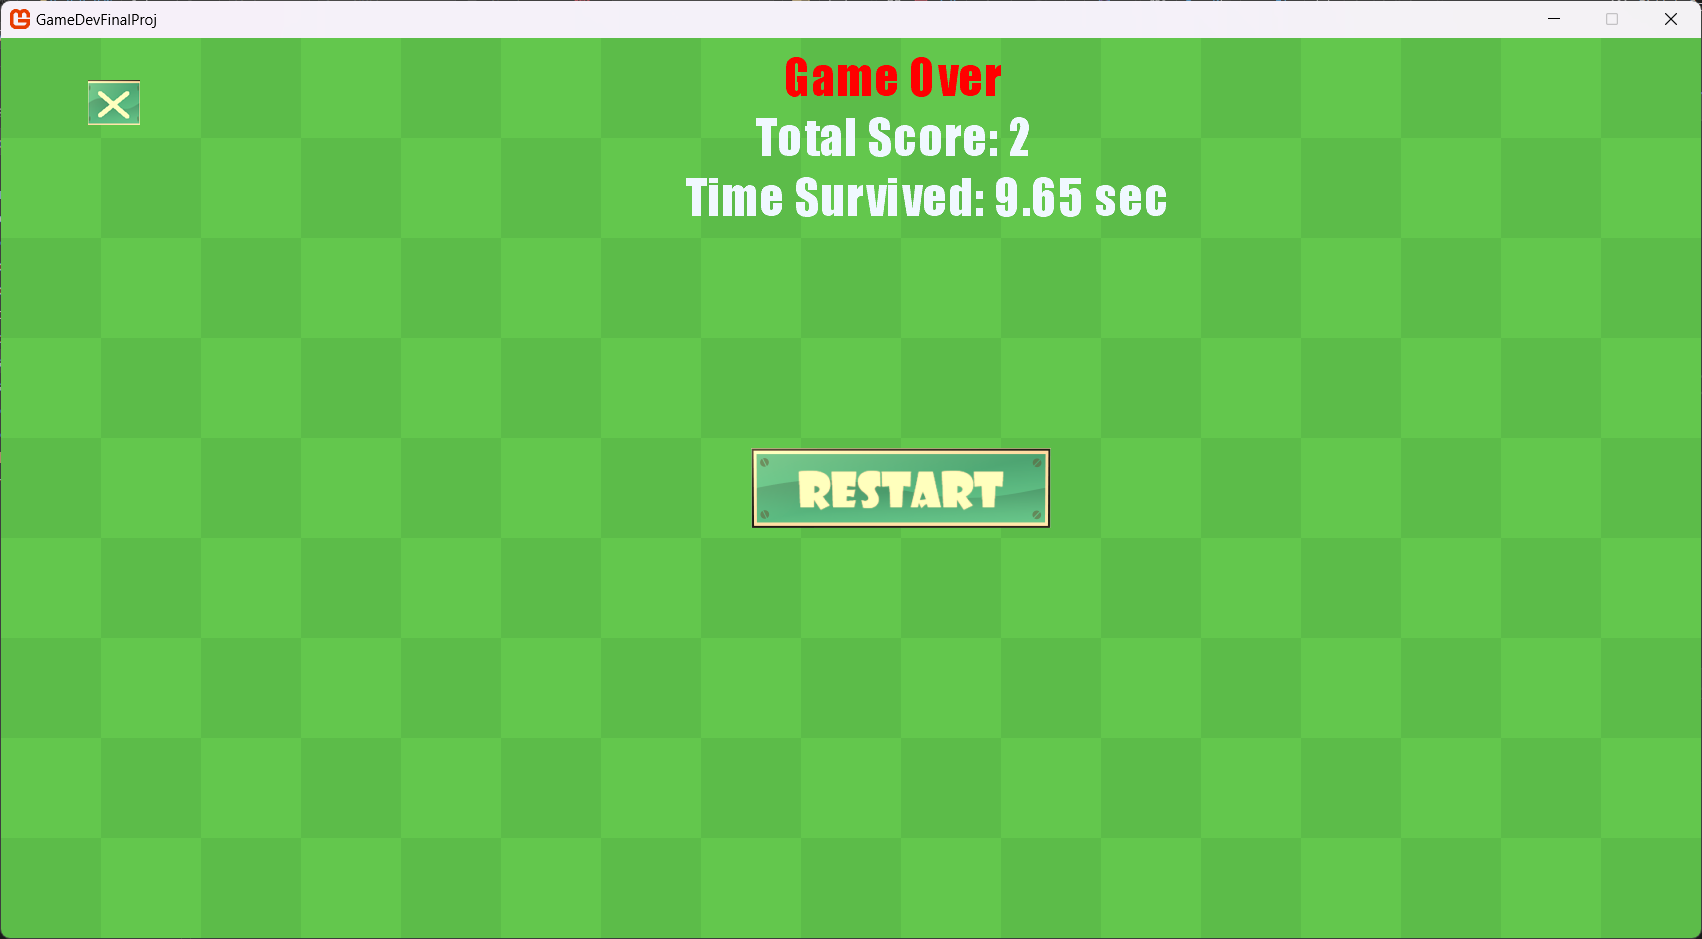 GameDevFinalProj
Game Over
Total Score: 2
Time Survived: 9.65 sec
RESTART